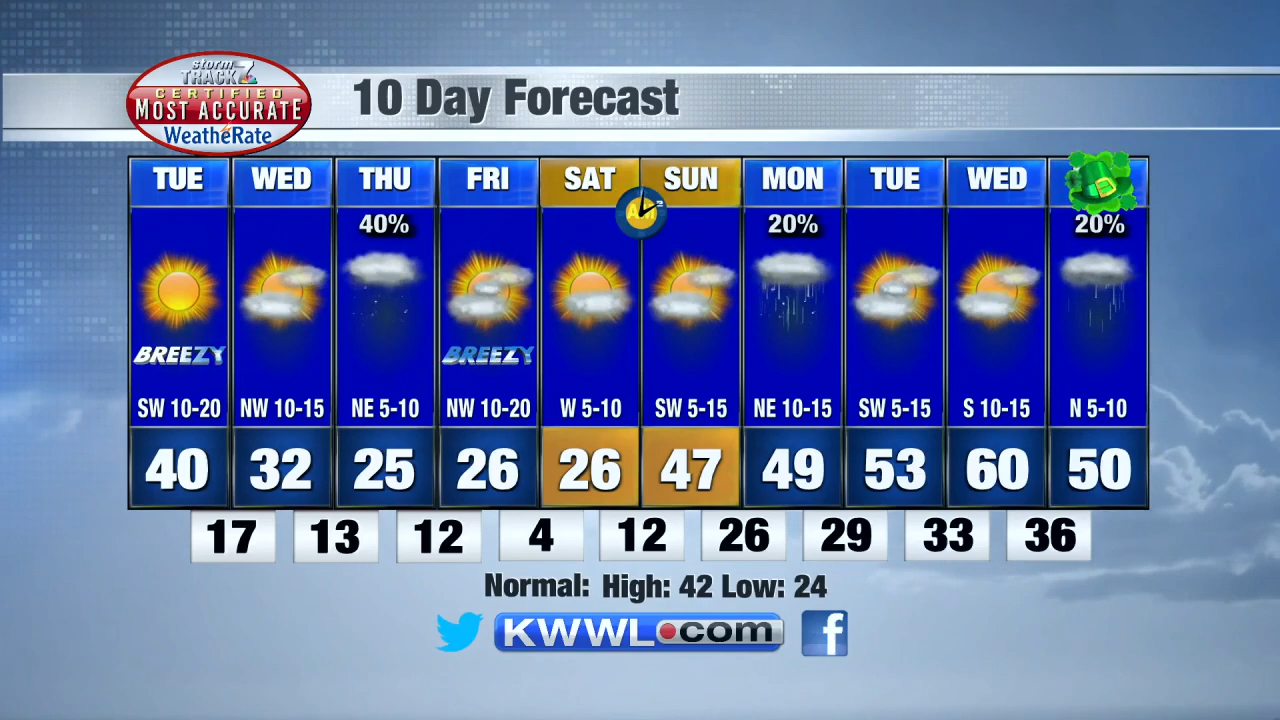 storm
TRACK 7
CERTIFIED
MOST ACCURATE
WeatheRate
10 Day Forecast
TUE WED THU FRI SAT SUN MON TUE WED
AM 2
40% 20% 20%
BREEZY BREEZY
SW 10-20 NW 10-15 NE 5-10 NW 10-20 W 5-10 SW 5-15 NE 10-15 SW 5-15 S 10-15 N 5-10
40 32 25 26 26 47 49 53 60 50
17 13 12 4 12 26 29 33 36
Normal: High: 42 Low: 24
KWWL.com f